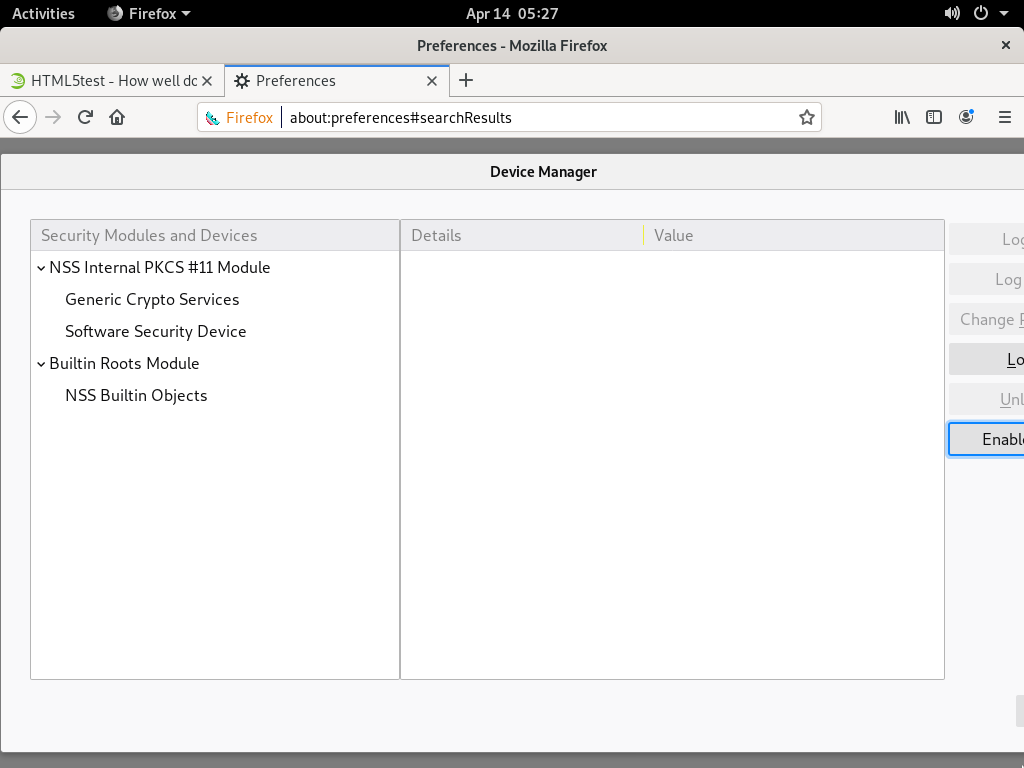 Activities Firefox Apr 14 05:27
Preferences - Mozilla Firefox
HTML5test - How well do Preferences
Firefox about:preferences#searchResults
Device Manager
Security Modules and Devices Details Value
NSS Internal PKCS #11 Module
Generic Crypto Services
Software Security Device
Builtin Roots Module
NSS Builtin Objects
Log
Log
Change P
Lo
Unl
Enable